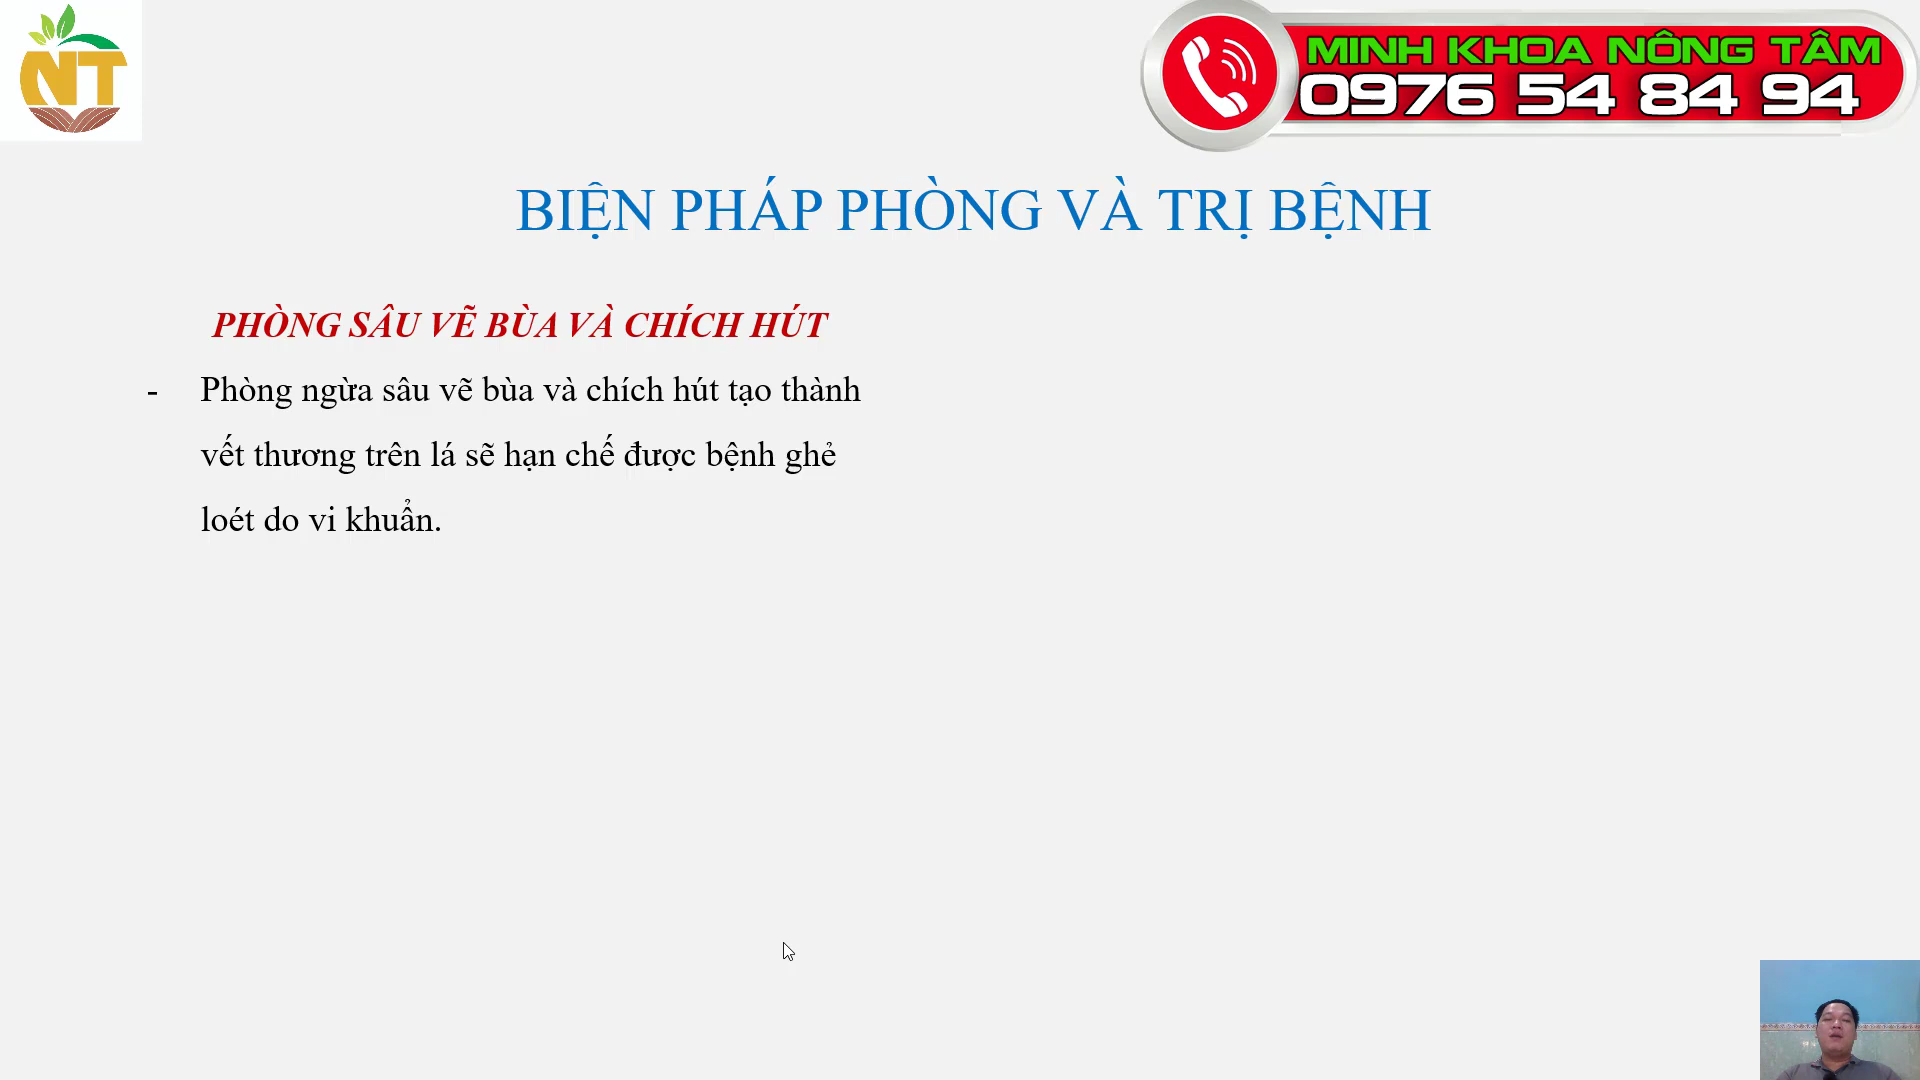 NT
MINH KHOA NÔNG TÂM
0976 54 84 94
BIỆN PHÁP PHÒNG VÀ TRỊ BỆNH
PHÒNG SÂU VẼ BÙA VÀ CHÍCH HÚT
- Phòng ngừa sâu vẽ bùa và chích hút tạo thành
vết thương trên lá sẽ hạn chế được bệnh ghẻ
loét do vi khuẩn.